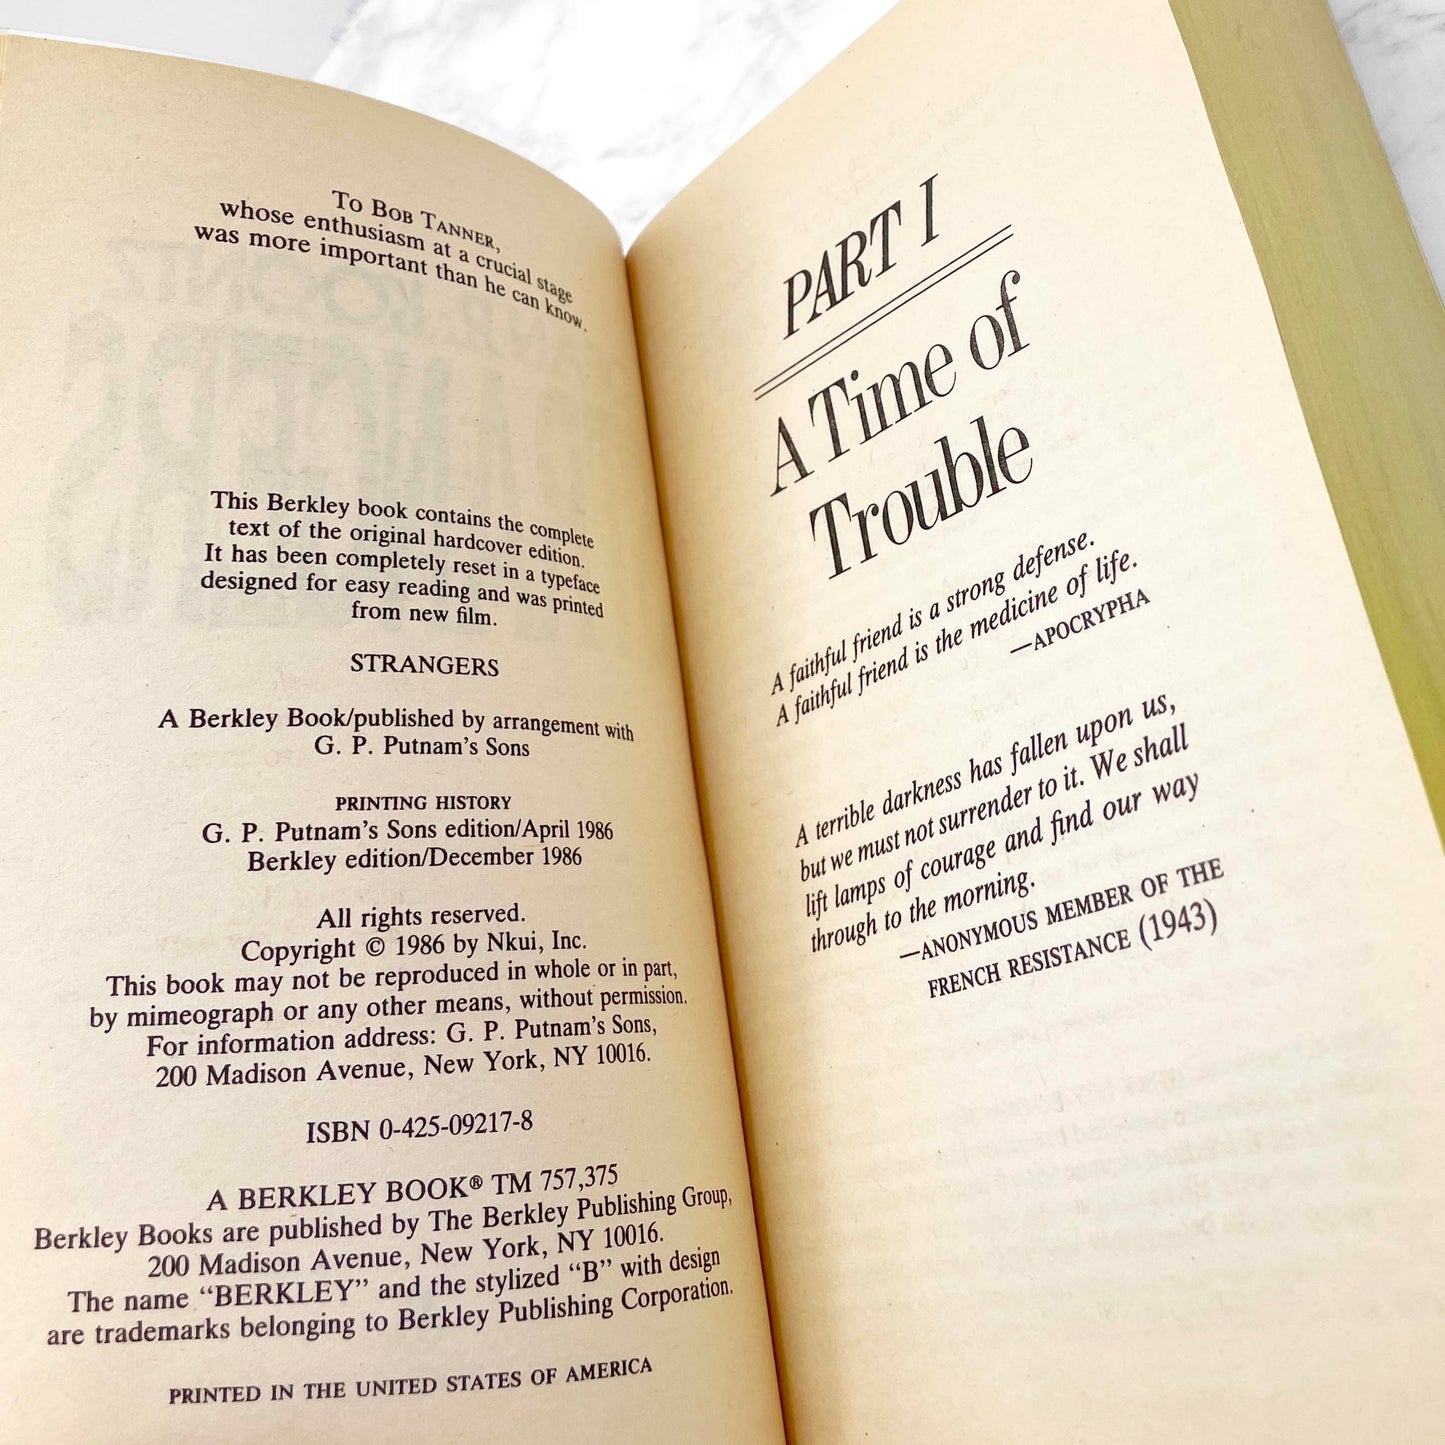 To Bob Tanner,
whose enthusiasm at a crucial stage
was more important than he can know.
This Berkley book contains the complete
text of the original hardcover edition.
It has been completely reset in a typeface
designed for easy reading and was printed
from new film.
STRANGERS
A Berkley Book/published by arrangement with
G. P. Putnam's Sons
PRINTING HISTORY
G. P. Putnam's Sons edition/April 1986
Berkley edition/December 1986
All rights reserved.
Copyright © 1986 by Nkui, Inc.
This book may not be reproduced in whole or in part,
by mimeograph or any other means, without permission.
For information address: G. P. Putnam's Sons,
200 Madison Avenue, New York, NY 10016.
ISBN 0-425-09217-8
A BERKLEY BOOK® TM 757,375
Berkley Books are published by The Berkley Publishing Group,
200 Madison Avenue, New York, NY 10016.
The name "BERKLEY" and the stylized "B" with design
are trademarks belonging to Berkley Publishing Corporation.
PRINTED IN THE UNITED STATES OF AMERICA
PART I
A Time of
Trouble
A faithful friend is a strong defense.
A faithful friend is the medicine of life.
—APOCRYPHA
A terrible darkness has fallen upon us,
but we must not surrender to it. We shall
lift lamps of courage and find our way
through to the morning.
—ANONYMOUS MEMBER OF THE
FRENCH RESISTANCE (1943)